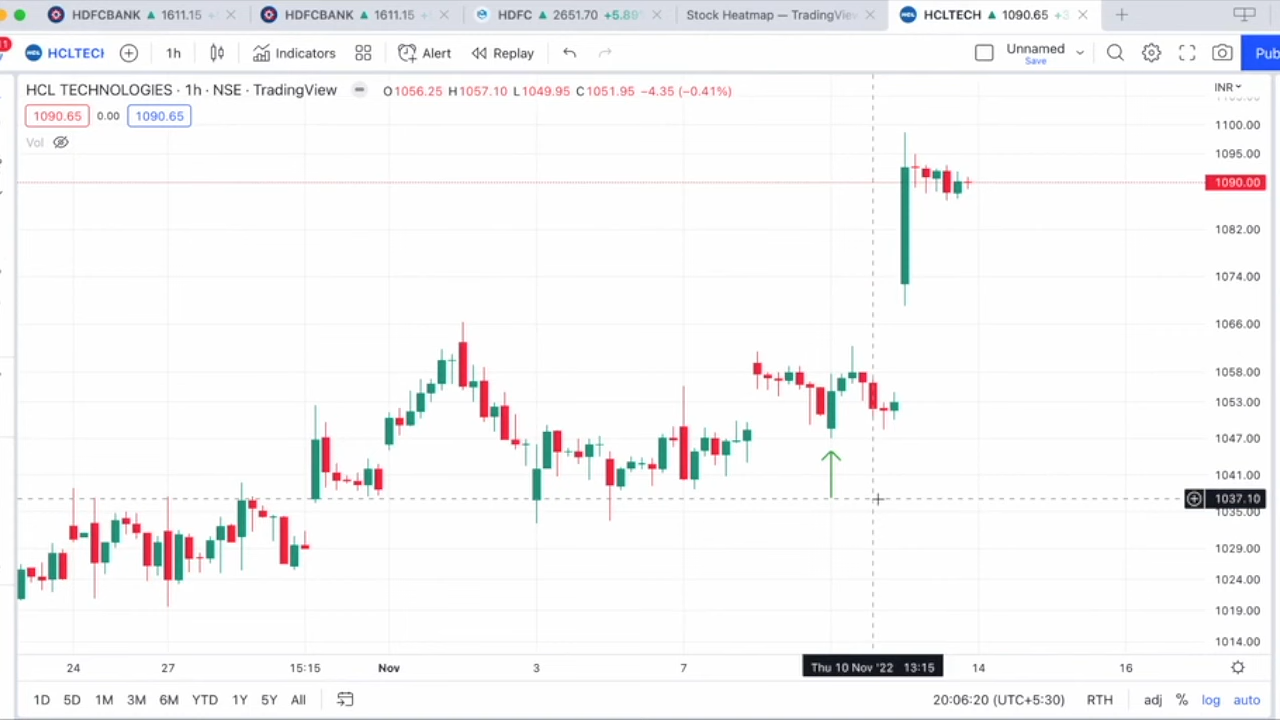 HDFCBANK ▲ 1611.15 HDFCBANK ▲ 1611.15 HDFC ▲ 2651.70 +5.89 Stock Heatmap — TradingView HCLTECH ▲ 1090.65
11 HCLTECH 1h Indicators Alert Replay Unnamed Save Pub
HCL TECHNOLOGIES · 1h · NSE · TradingView O1056.25 H1057.10 L1049.95 C1051.95 −4.35 (−0.41%) INR
1090.65 0.00 1090.65
Vol
1100.00
1095.00
1090.00
1082.00
1074.00
1066.00
1058.00
1053.00
1047.00
1041.00
1037.10
1035.00
1029.00
1024.00
1019.00
1014.00
24 27 15:15 Nov 3 7 Thu 10 Nov '22 13:15 14 16
1D 5D 1M 3M 6M YTD 1Y 5Y All 20:06:20 (UTC+5:30) RTH adj % log auto